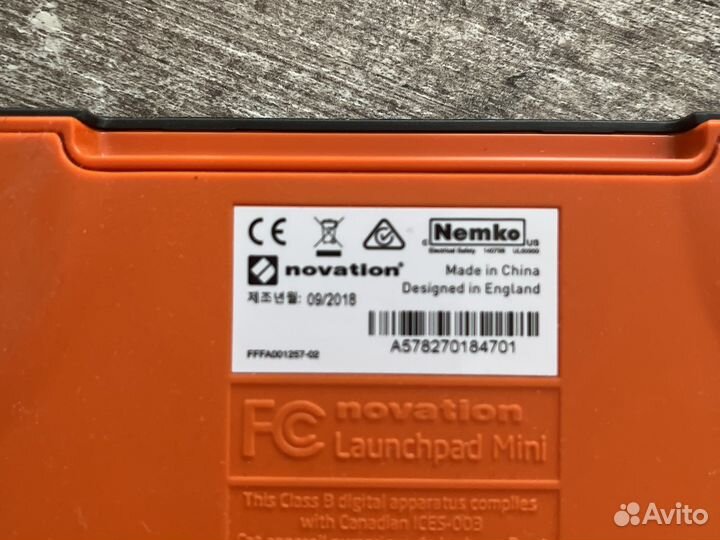 CE
c Nemko US
Electrical Safety
novation
Made in China
Designed in England
제조년월: 09/2018
A578270184701
FFFA001257-02
FC novation
Launchpad Mini
This Class B digital apparatus complies
with Canadian ICES-003
Avito